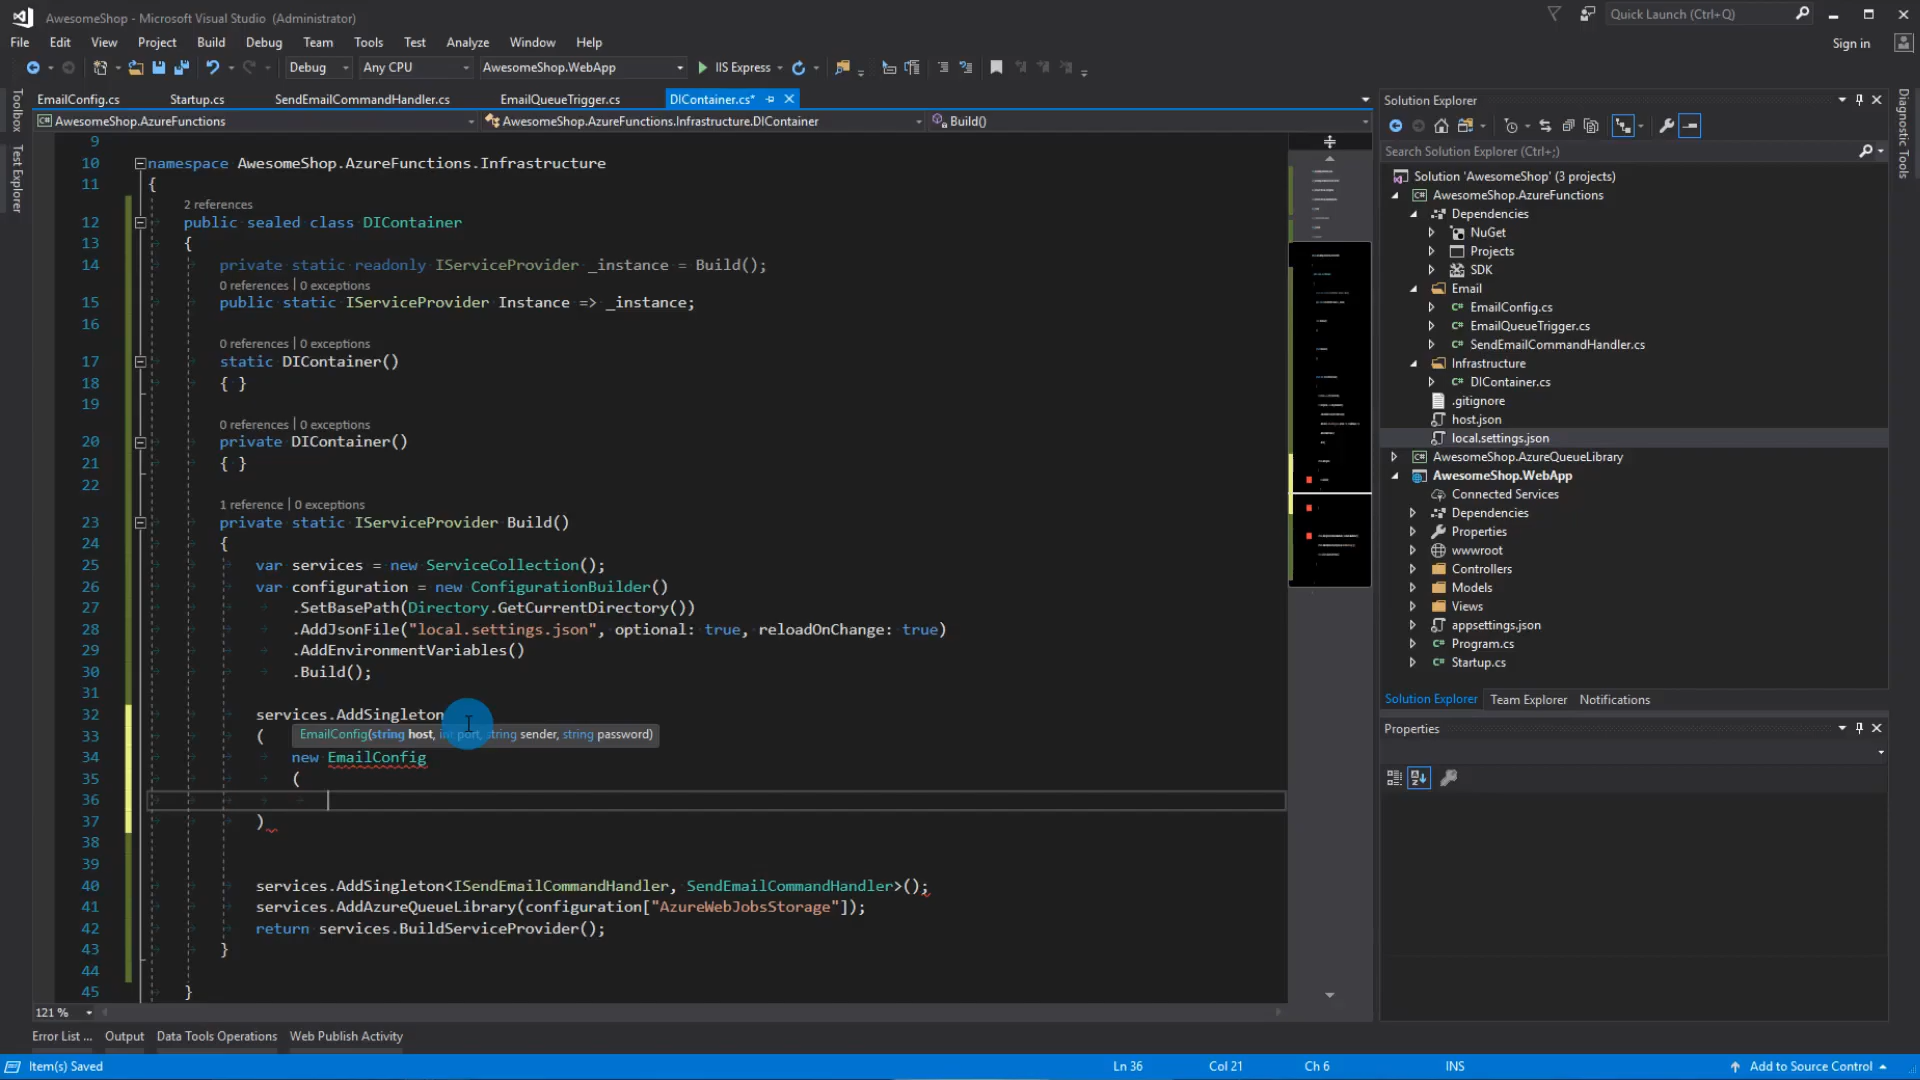 AwesomeShop - Microsoft Visual Studio (Administrator)
Quick Launch (Ctrl+Q)
File Edit View Project Build Debug Team Tools Test Analyze Window Help
Sign in
Debug Any CPU AwesomeShop.WebApp IIS Express
Toolbox
Test Explorer
EmailConfig.cs Startup.cs SendEmailCommandHandler.cs EmailQueueTrigger.cs DIContainer.cs*
AwesomeShop.AzureFunctions AwesomeShop.AzureFunctions.Infrastructure.DIContainer Build()
9
10 namespace AwesomeShop.AzureFunctions.Infrastructure
11 {
2 references
12 public sealed class DIContainer
13 {
14 private static readonly IServiceProvider _instance = Build();
0 references | 0 exceptions
15 public static IServiceProvider Instance => _instance;
16
0 references | 0 exceptions
17 static DIContainer()
18 { }
19
0 references | 0 exceptions
20 private DIContainer()
21 { }
22
1 reference | 0 exceptions
23 private static IServiceProvider Build()
24 {
25 var services = new ServiceCollection();
26 var configuration = new ConfigurationBuilder()
27 .SetBasePath(Directory.GetCurrentDirectory())
28 .AddJsonFile("local.settings.json", optional: true, reloadOnChange: true)
29 .AddEnvironmentVariables()
30 .Build();
31
32 services.AddSingleton
33 (
EmailConfig(string host, int port, string sender, string password)
34 new EmailConfig
35 (
36
37 )
38
39
40 services.AddSingleton<ISendEmailCommandHandler, SendEmailCommandHandler>();
41 services.AddAzureQueueLibrary(configuration["AzureWebJobsStorage"]);
42 return services.BuildServiceProvider();
43 }
44
45 }
121 %
Error List ... Output Data Tools Operations Web Publish Activity
Item(s) Saved Ln 36 Col 21 Ch 6 INS Add to Source Control
Solution Explorer
Search Solution Explorer (Ctrl+;)
Solution 'AwesomeShop' (3 projects)
AwesomeShop.AzureFunctions
Dependencies
NuGet
Projects
SDK
Email
EmailConfig.cs
EmailQueueTrigger.cs
SendEmailCommandHandler.cs
Infrastructure
DIContainer.cs
.gitignore
host.json
local.settings.json
AwesomeShop.AzureQueueLibrary
AwesomeShop.WebApp
Connected Services
Dependencies
Properties
wwwroot
Controllers
Models
Views
appsettings.json
Program.cs
Startup.cs
Solution Explorer Team Explorer Notifications
Properties
Diagnostic Tools